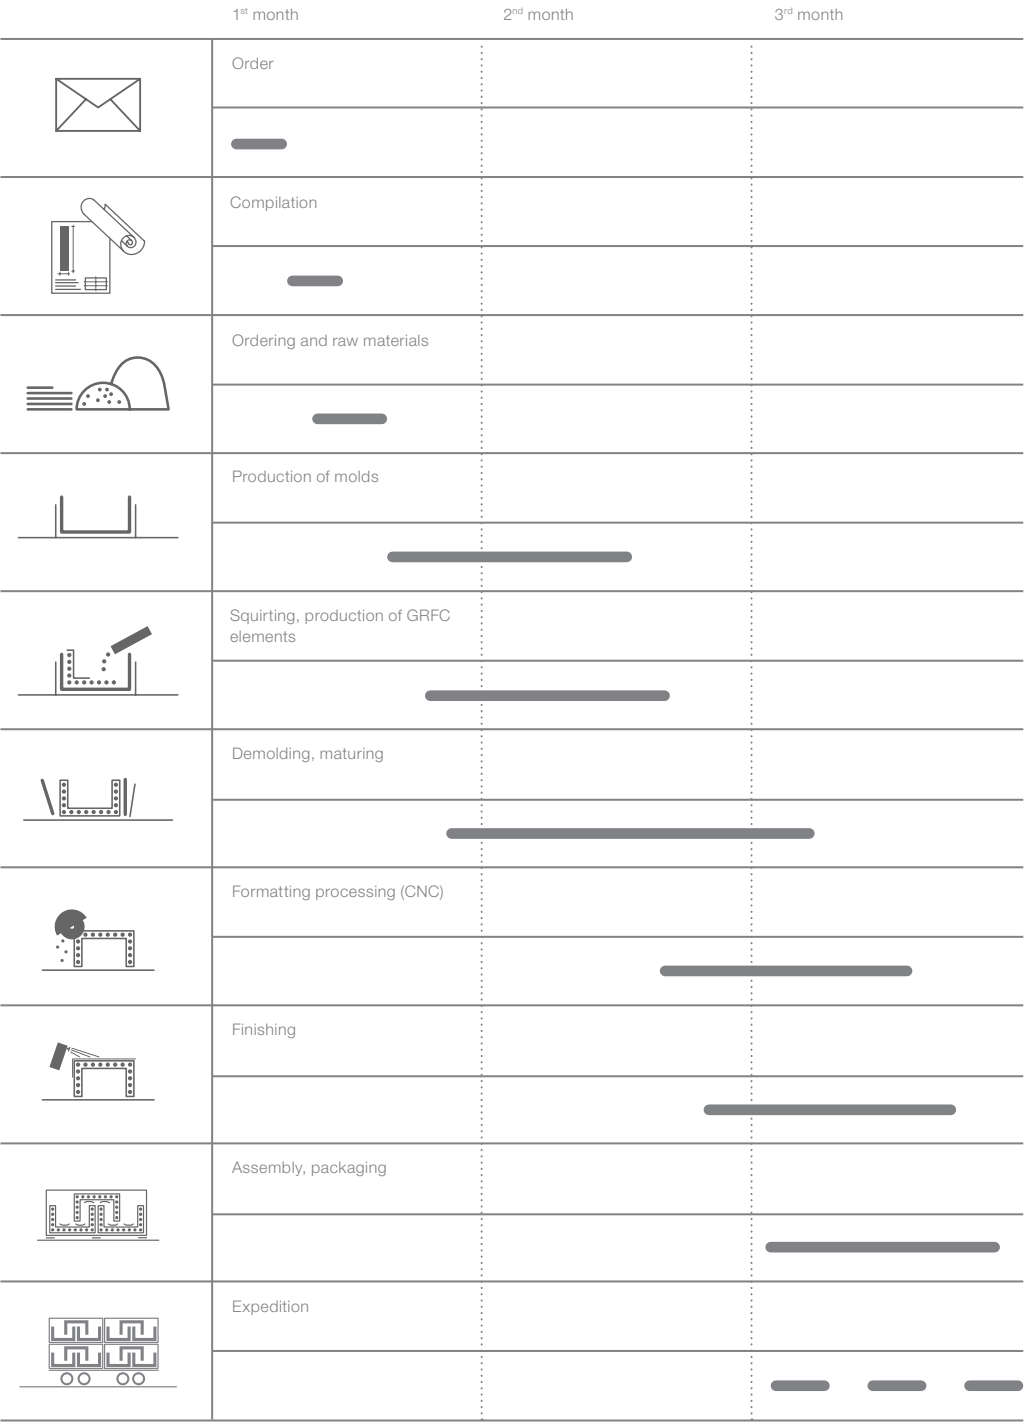 1st month 2nd month 3rd month
Order
Compilation
Ordering and raw materials
Production of molds
Squirting, production of GRFC
elements
Demolding, maturing
Formatting processing (CNC)
Finishing
Assembly, packaging
Expedition